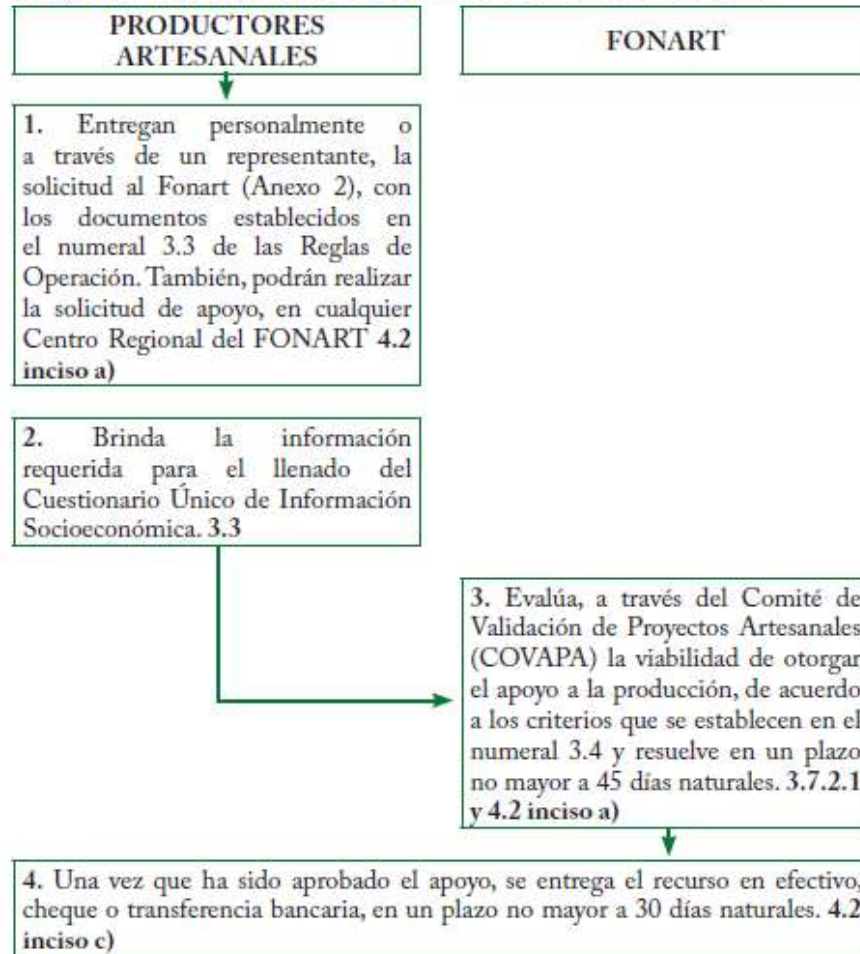 PRODUCTORES
ARTESANALES
FONART
1. Entregan personalmente o
a través de un representante, la
solicitud al Fonart (Anexo 2), con
los documentos establecidos en
el numeral 3.3 de las Reglas de
Operación. También, podrán realizar
la solicitud de apoyo, en cualquier
Centro Regional del FONART 4.2
inciso a)
2. Brinda la información
requerida para el llenado del
Cuestionario Único de Información
Socioeconómica. 3.3
3. Evalúa, a través del Comité de
Validación de Proyectos Artesanales
(COVAPA) la viabilidad de otorgar
el apoyo a la producción, de acuerdo
a los criterios que se establecen en el
numeral 3.4 y resuelve en un plazo
no mayor a 45 días naturales. 3.7.2.1
y 4.2 inciso a)
4. Una vez que ha sido aprobado el apoyo, se entrega el recurso en efectivo,
cheque o transferencia bancaria, en un plazo no mayor a 30 días naturales. 4.2
inciso c)